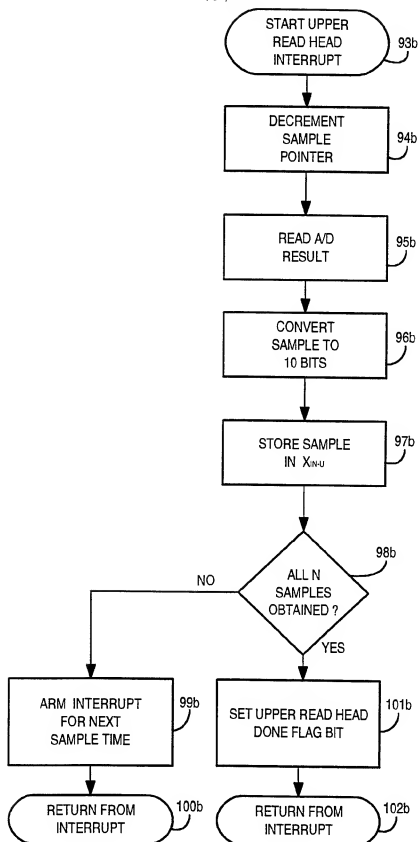 START UPPER
READ HEAD
INTERRUPT
93b
DECREMENT
SAMPLE
POINTER
94b
READ A/D
RESULT
95b
CONVERT
SAMPLE TO
10 BITS
96b
STORE SAMPLE
IN XIN-U
97b
98b
ALL N
SAMPLES
OBTAINED ?
NO
YES
ARM INTERRUPT
FOR NEXT
SAMPLE TIME
99b
SET UPPER READ HEAD
DONE FLAG BIT
101b
RETURN FROM
INTERRUPT
100b
RETURN FROM
INTERRUPT
102b